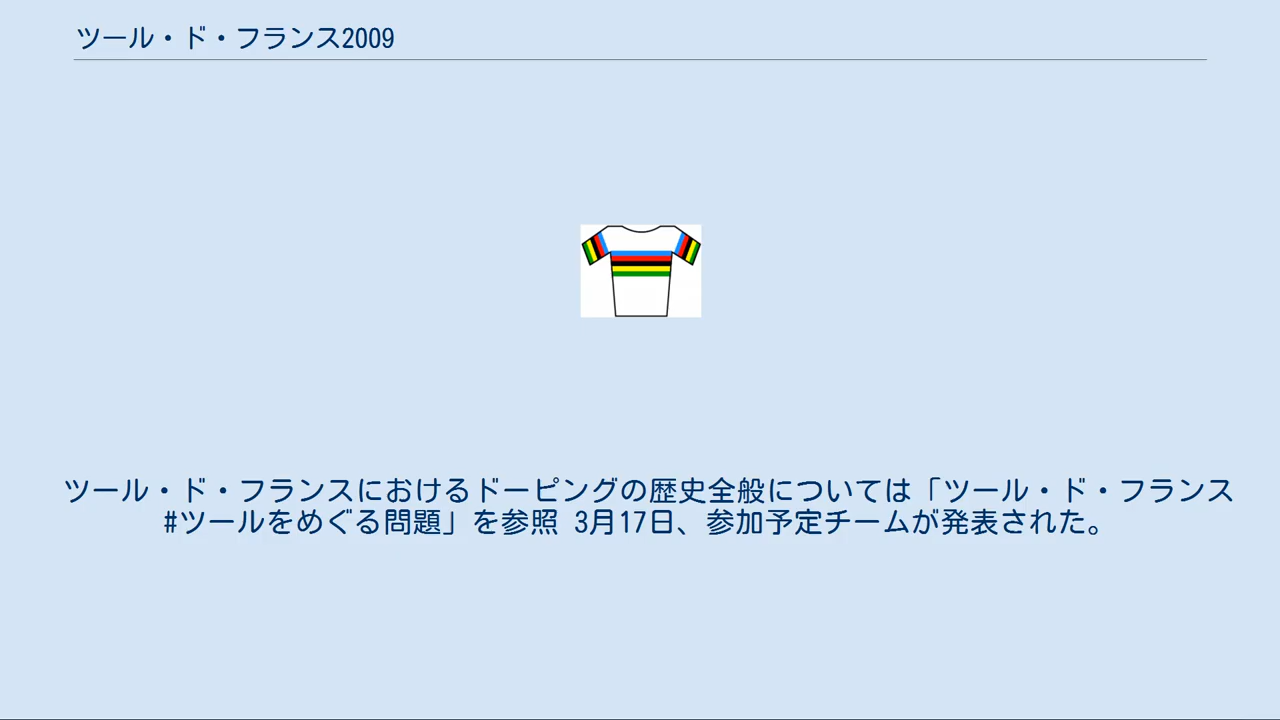 ツール・ド・フランス2009
ツール・ド・フランスにおけるドーピングの歴史全般については「ツール・ド・フランス
#ツールをめぐる問題」を参照 3月17日、参加予定チームが発表された。